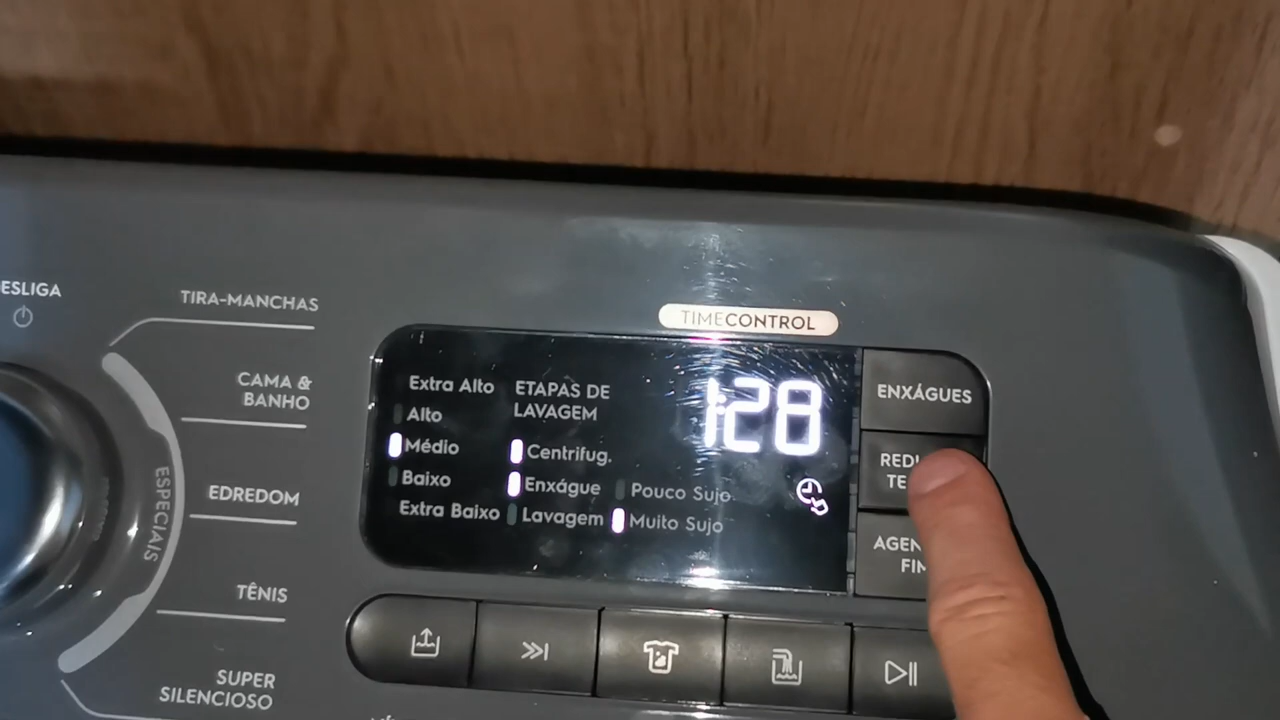 ESLIGA
TIRA-MANCHAS
CAMA &
BANHO
EDREDOM
ESPECIAIS
TÊNIS
SUPER
SILENCIOSO
TIMECONTROL
Extra Alto
Alto
Médio
Baixo
Extra Baixo
ETAPAS DE
LAVAGEM
Centrifug.
Enxágue
Lavagem
Pouco Sujo
Muito Sujo
1:28
ENXÁGUES